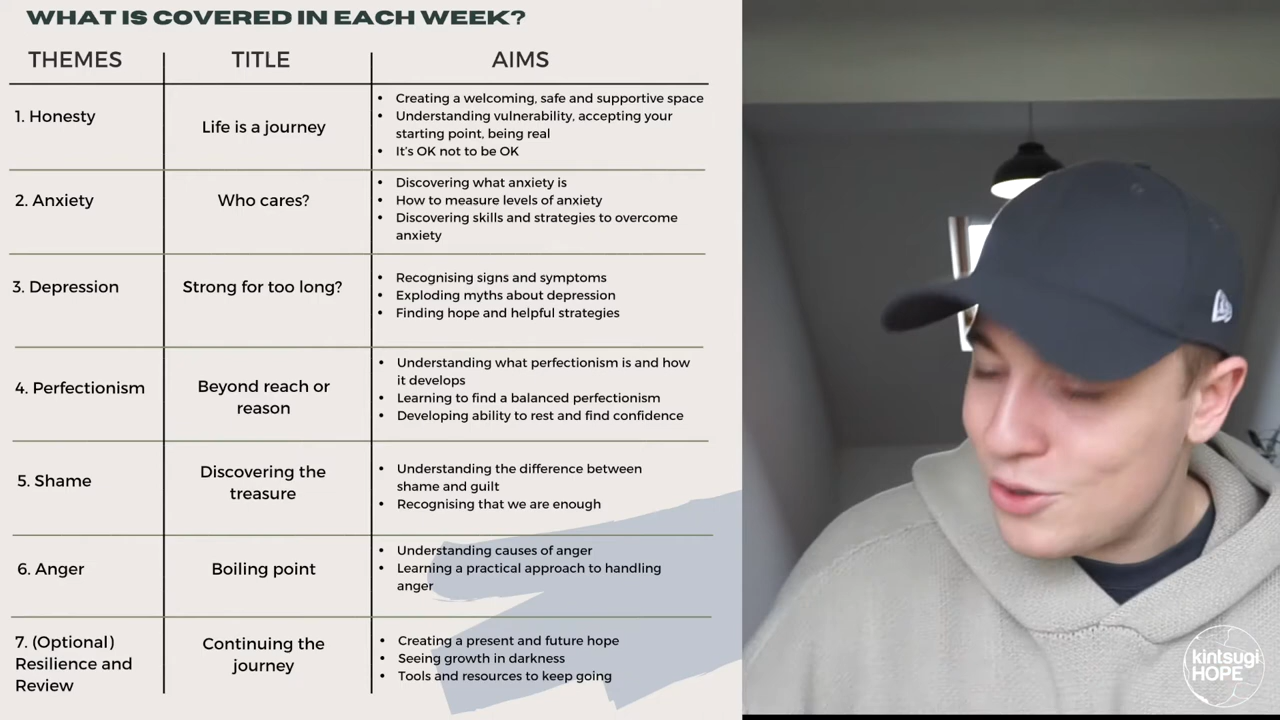 WHAT IS COVERED IN EACH WEEK?
THEMES
TITLE
AIMS
1. Honesty
Life is a journey
• Creating a welcoming, safe and supportive space
• Understanding vulnerability, accepting your
starting point, being real
• It's OK not to be OK
2. Anxiety
Who cares?
• Discovering what anxiety is
• How to measure levels of anxiety
• Discovering skills and strategies to overcome
anxiety
3. Depression
Strong for too long?
• Recognising signs and symptoms
• Exploding myths about depression
• Finding hope and helpful strategies
4. Perfectionism
Beyond reach or
reason
• Understanding what perfectionism is and how
it develops
• Learning to find a balanced perfectionism
• Developing ability to rest and find confidence
5. Shame
Discovering the
treasure
• Understanding the difference between
shame and guilt
• Recognising that we are enough
6. Anger
Boiling point
• Understanding causes of anger
• Learning a practical approach to handling
anger
7. (Optional)
Resilience and
Review
Continuing the
journey
• Creating a present and future hope
• Seeing growth in darkness
• Tools and resources to keep going
kintsugi
HOPE